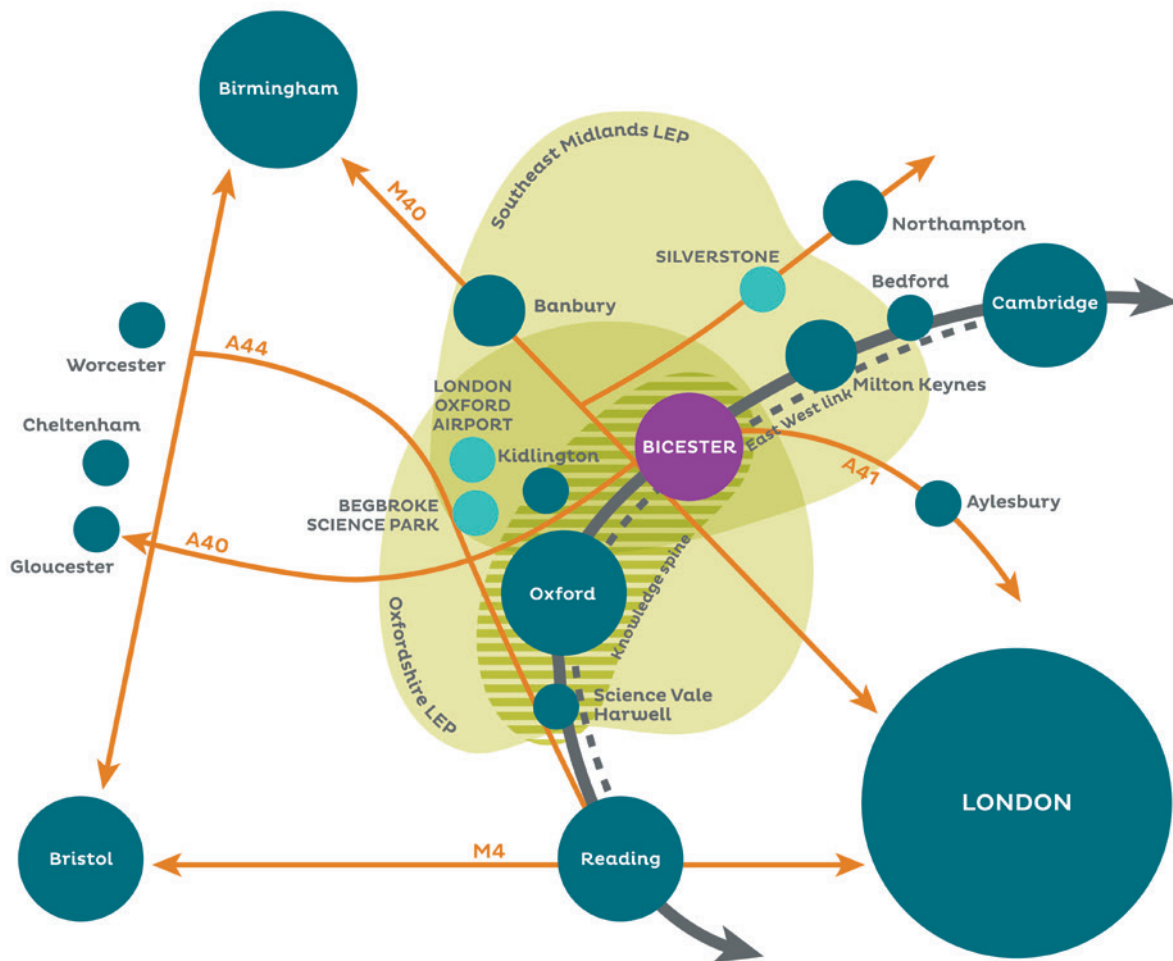 Birmingham
Southeast Midlands LEP
M40
Northampton
SILVERSTONE
Bedford
Cambridge
Banbury
Worcester
A44
Milton Keynes
East West link
LONDON
OXFORD
AIRPORT
Kidlington
BICESTER
Cheltenham
A41
Aylesbury
BEGBROKE
SCIENCE PARK
A40
Gloucester
Oxford
Knowledge spine
Oxfordshire LEP
Science Vale
Harwell
LONDON
Bristol
M4
Reading